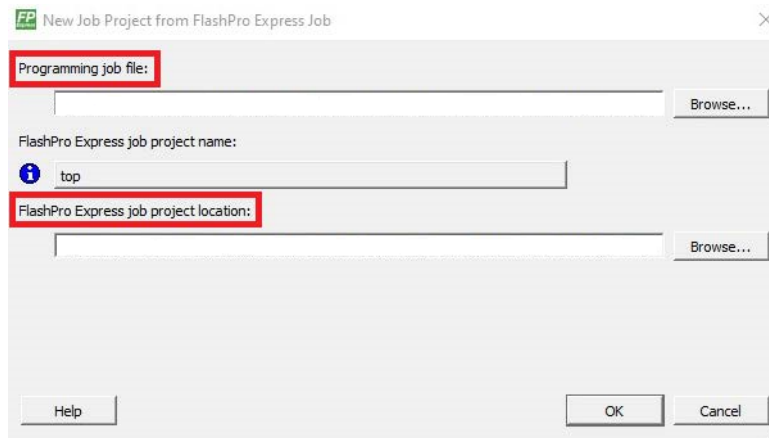 FP
Express
New Job Project from FlashPro Express Job
Programming job file:
Browse...
FlashPro Express job project name:
top
FlashPro Express job project location:
Browse...
Help
OK
Cancel